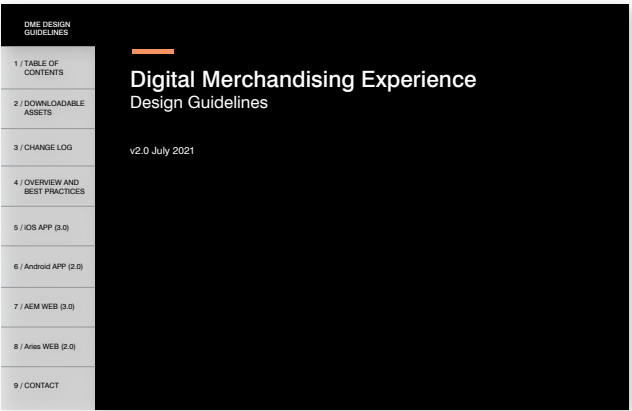 DME DESIGN
GUIDELINES
1 / TABLE OF
CONTENTS
2 / DOWNLOADABLE
ASSETS
3 / CHANGE LOG
4 / OVERVIEW AND
BEST PRACTICES
5 / iOS APP (3.0)
6 / Android APP (2.0)
7 / AEM WEB (3.0)
8 / Aries WEB (2.0)
9 / CONTACT
Digital Merchandising Experience
Design Guidelines
v2.0 July 2021